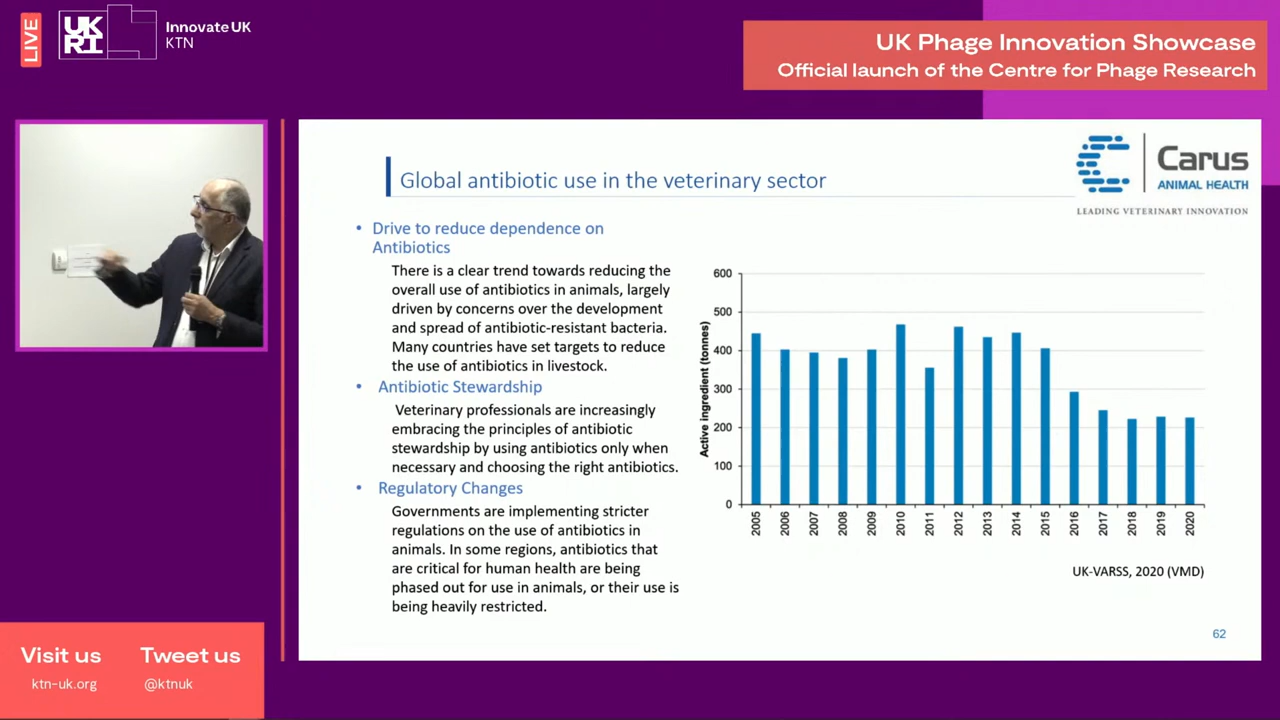 LIVE
UK
RI
Innovate UK
KTN
UK Phage Innovation Showcase
Official launch of the Centre for Phage Research
Carus
ANIMAL HEALTH
LEADING VETERINARY INNOVATION
Global antibiotic use in the veterinary sector
• Drive to reduce dependence on
Antibiotics
There is a clear trend towards reducing the
overall use of antibiotics in animals, largely
driven by concerns over the development
and spread of antibiotic-resistant bacteria.
Many countries have set targets to reduce
the use of antibiotics in livestock.
• Antibiotic Stewardship
Veterinary professionals are increasingly
embracing the principles of antibiotic
stewardship by using antibiotics only when
necessary and choosing the right antibiotics.
• Regulatory Changes
Governments are implementing stricter
regulations on the use of antibiotics in
animals. In some regions, antibiotics that
are critical for human health are being
phased out for use in animals, or their use is
being heavily restricted.
Active ingredient (tonnes)
600
500
400
300
200
100
0
2005 2006 2007 2008 2009 2010 2011 2012 2013 2014 2015 2016 2017 2018 2019 2020
UK-VARSS, 2020 (VMD)
62
Visit us
ktn-uk.org
Tweet us
@ktnuk